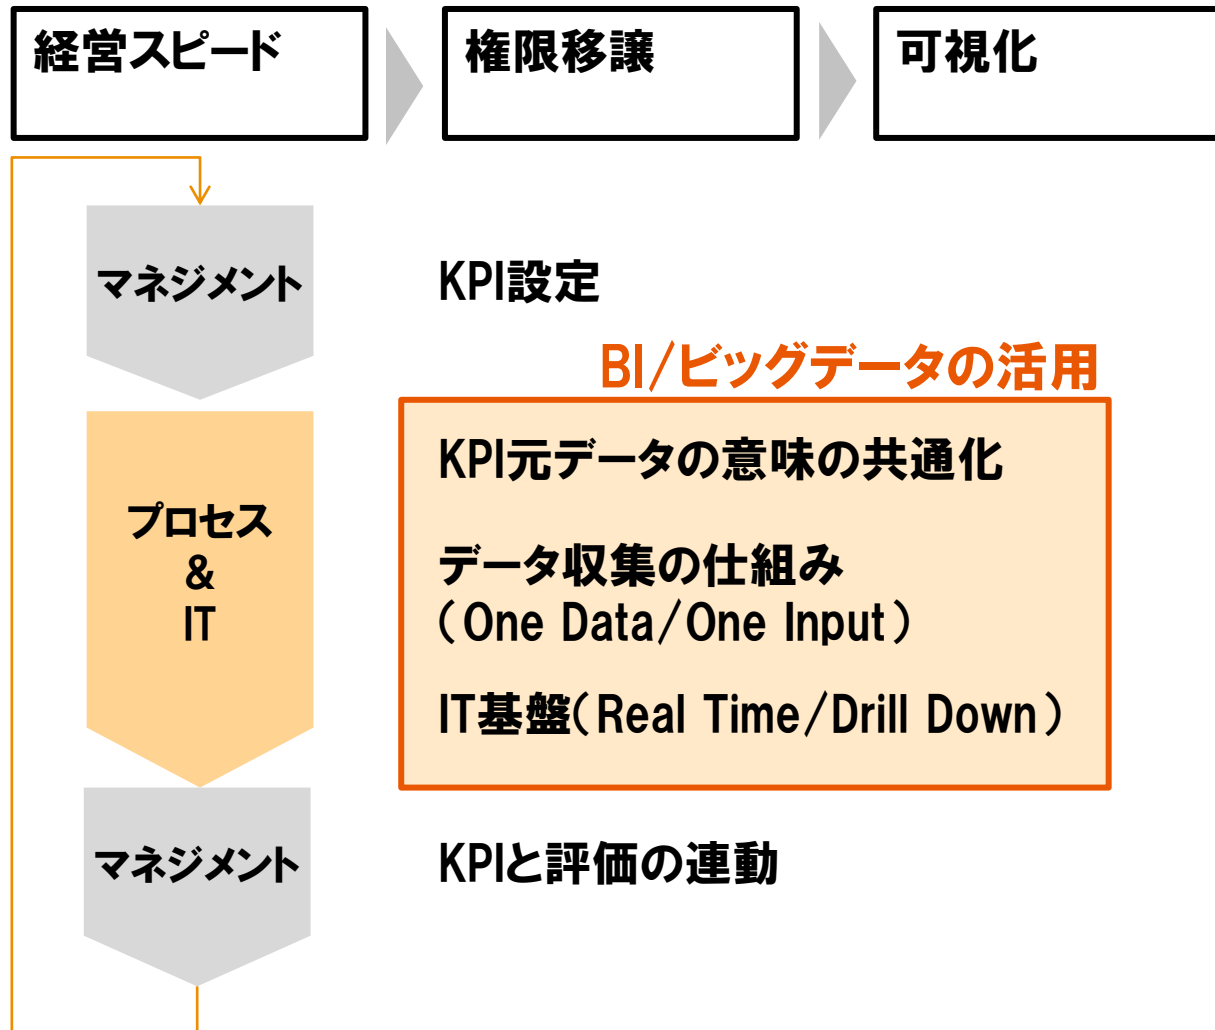 経営スピード
権限移譲
可視化
マネジメント
KPI設定
BI/ビッグデータの活用
プロセス
&
IT
KPI元データの意味の共通化
データ収集の仕組み
（One Data/One Input）
IT基盤（Real Time/Drill Down）
マネジメント
KPIと評価の連動